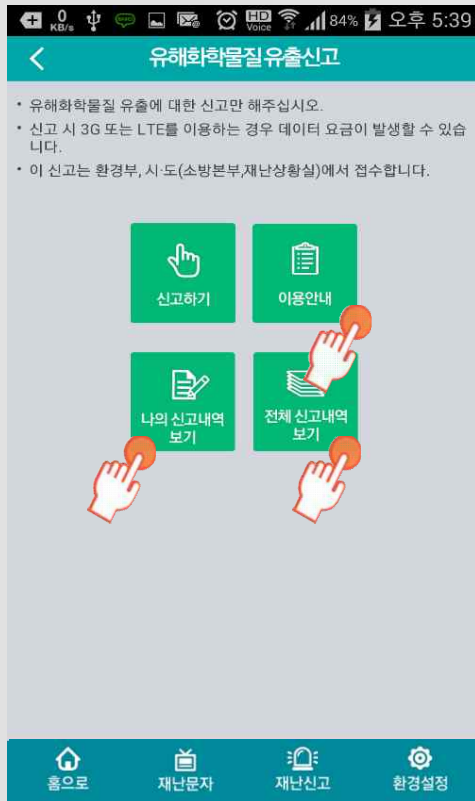 0
KB/s
HD
Voice
84%
오후 5:39
유해화학물질 유출신고
• 유해화학물질 유출에 대한 신고만 해주십시오.
• 신고 시 3G 또는 LTE를 이용하는 경우 데이터 요금이 발생할 수 있습
니다.
• 이 신고는 환경부, 시·도(소방본부,재난상황실)에서 접수합니다.
신고하기
이용안내
나의 신고내역
보기
전체 신고내역
보기
홈으로
재난문자
재난신고
환경설정